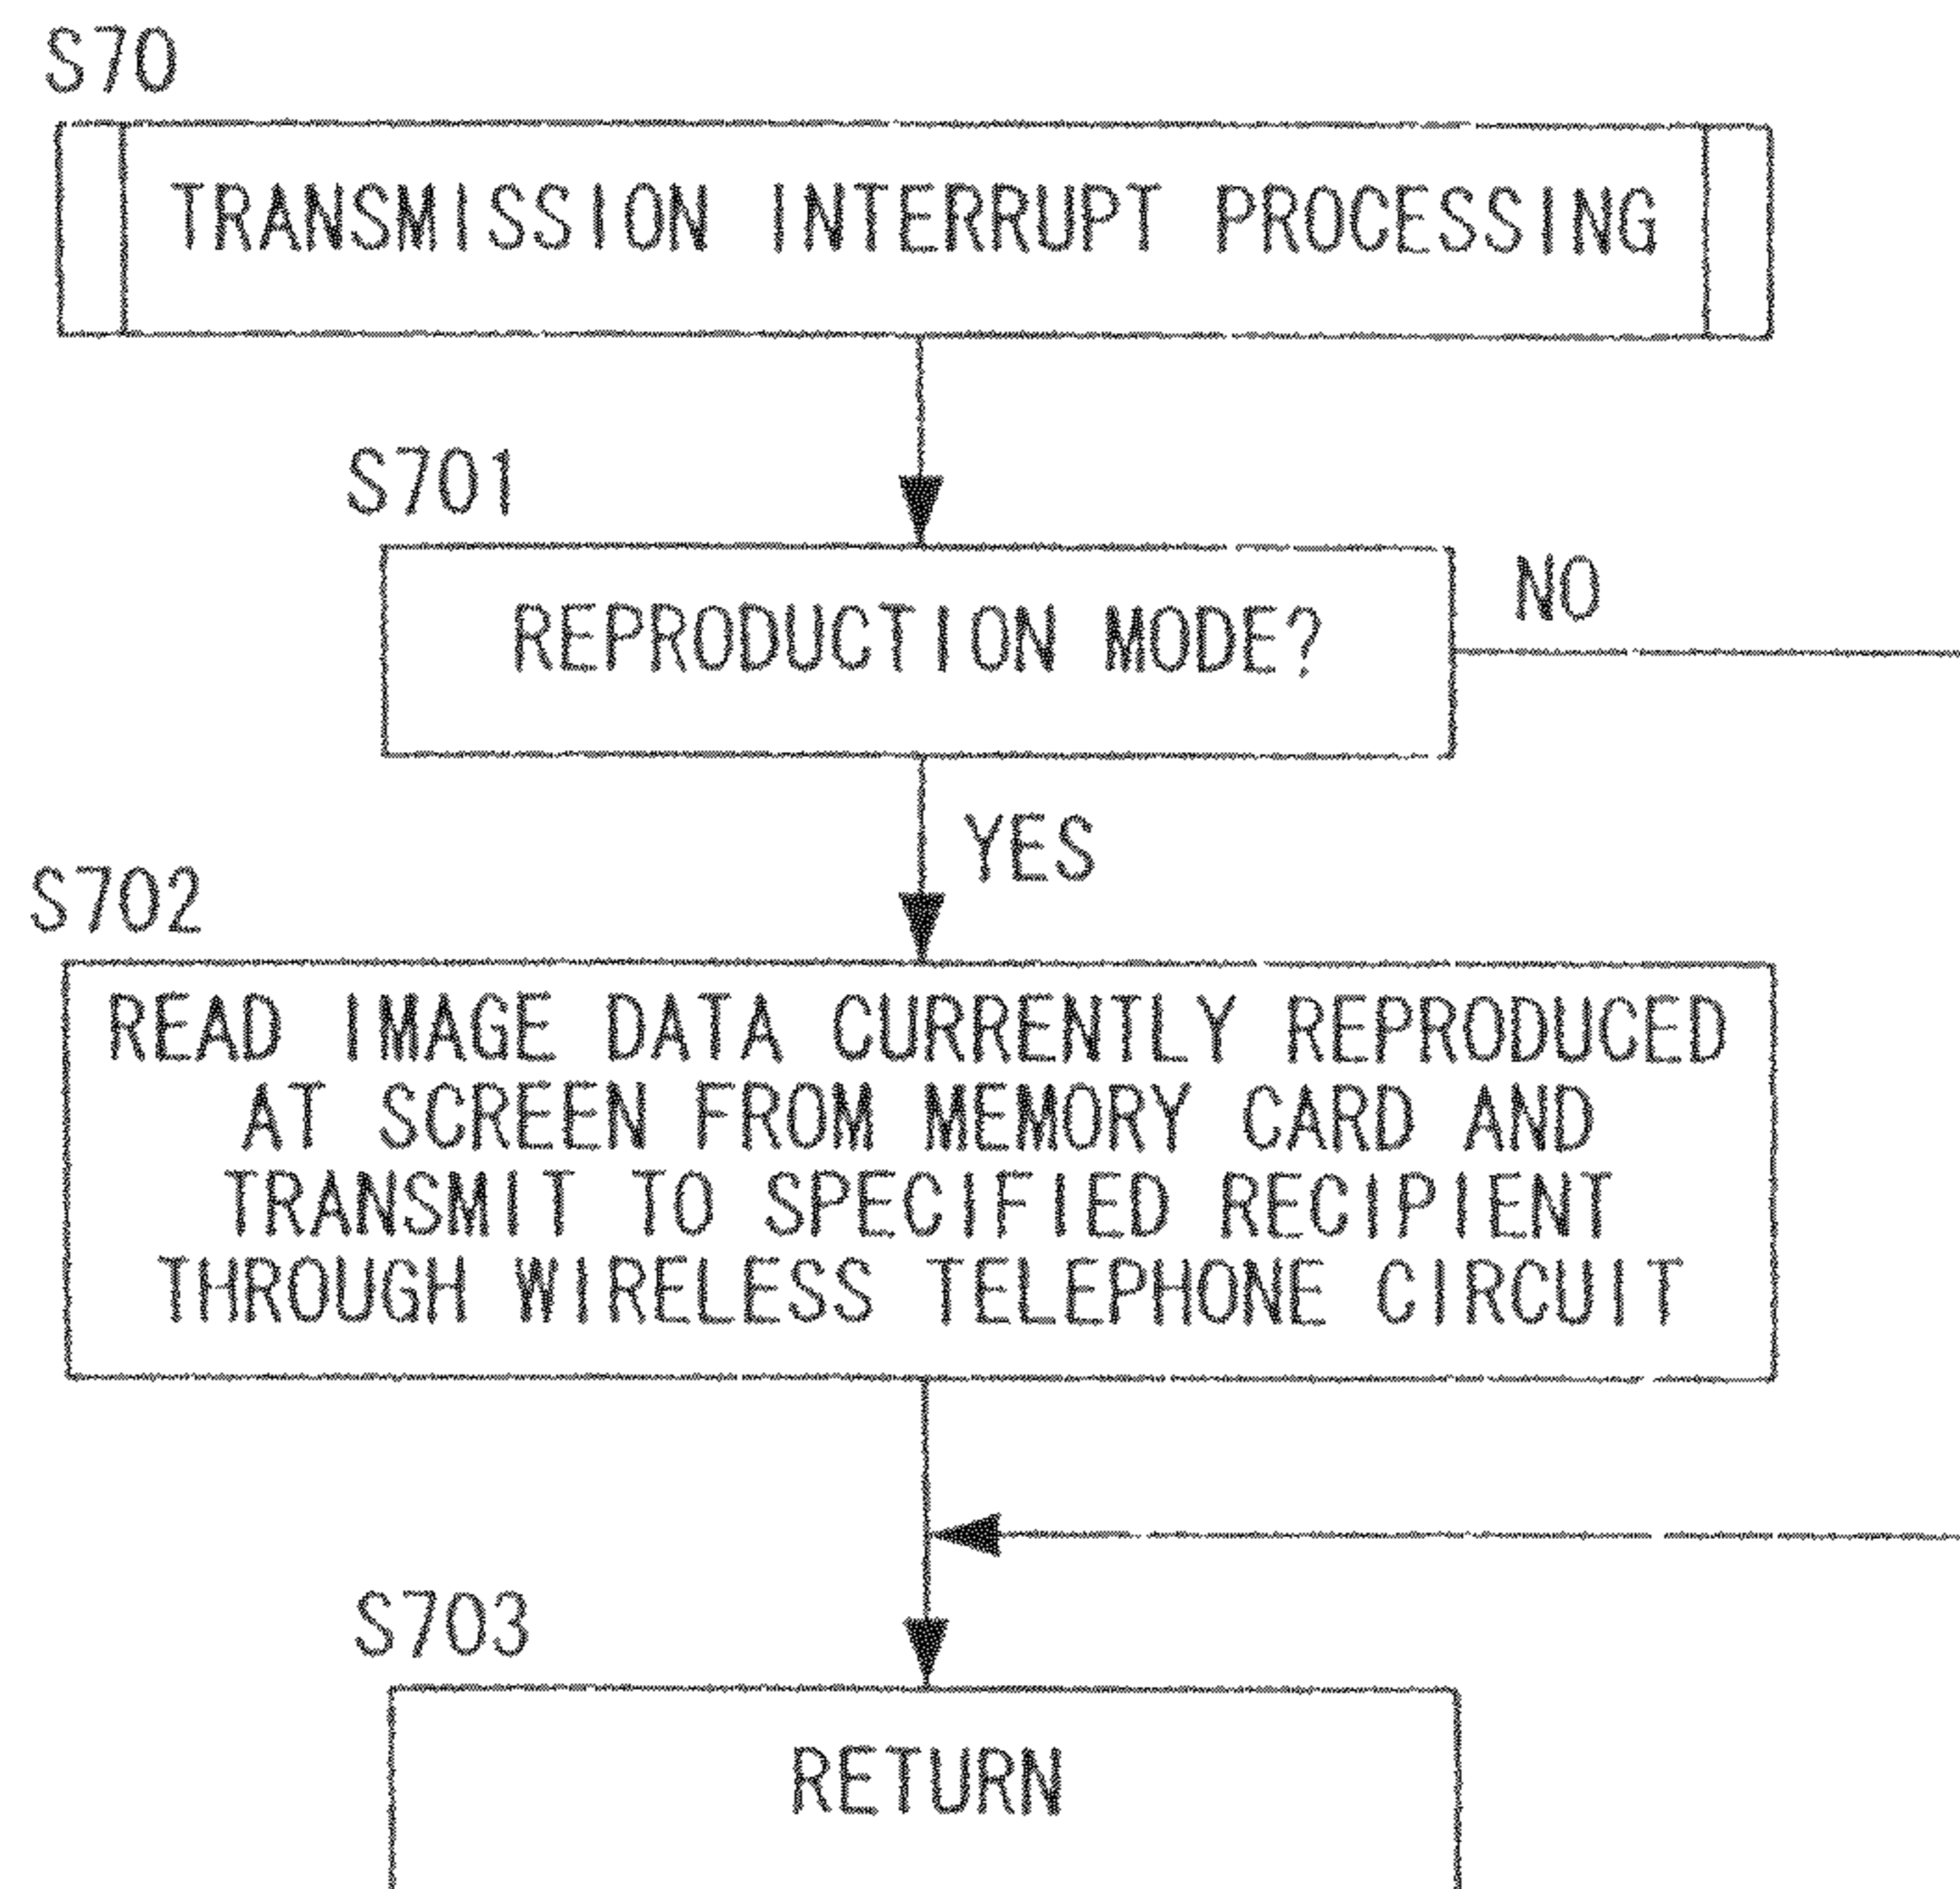 S70
TRANSMISSION INTERRUPT PROCESSING
S701
REPRODUCTION MODE?
NO
YES
S702
READ IMAGE DATA CURRENTLY REPRODUCED
AT SCREEN FROM MEMORY CARD AND
TRANSMIT TO SPECIFIED RECIPIENT
THROUGH WIRELESS TELEPHONE CIRCUIT
S703
RETURN